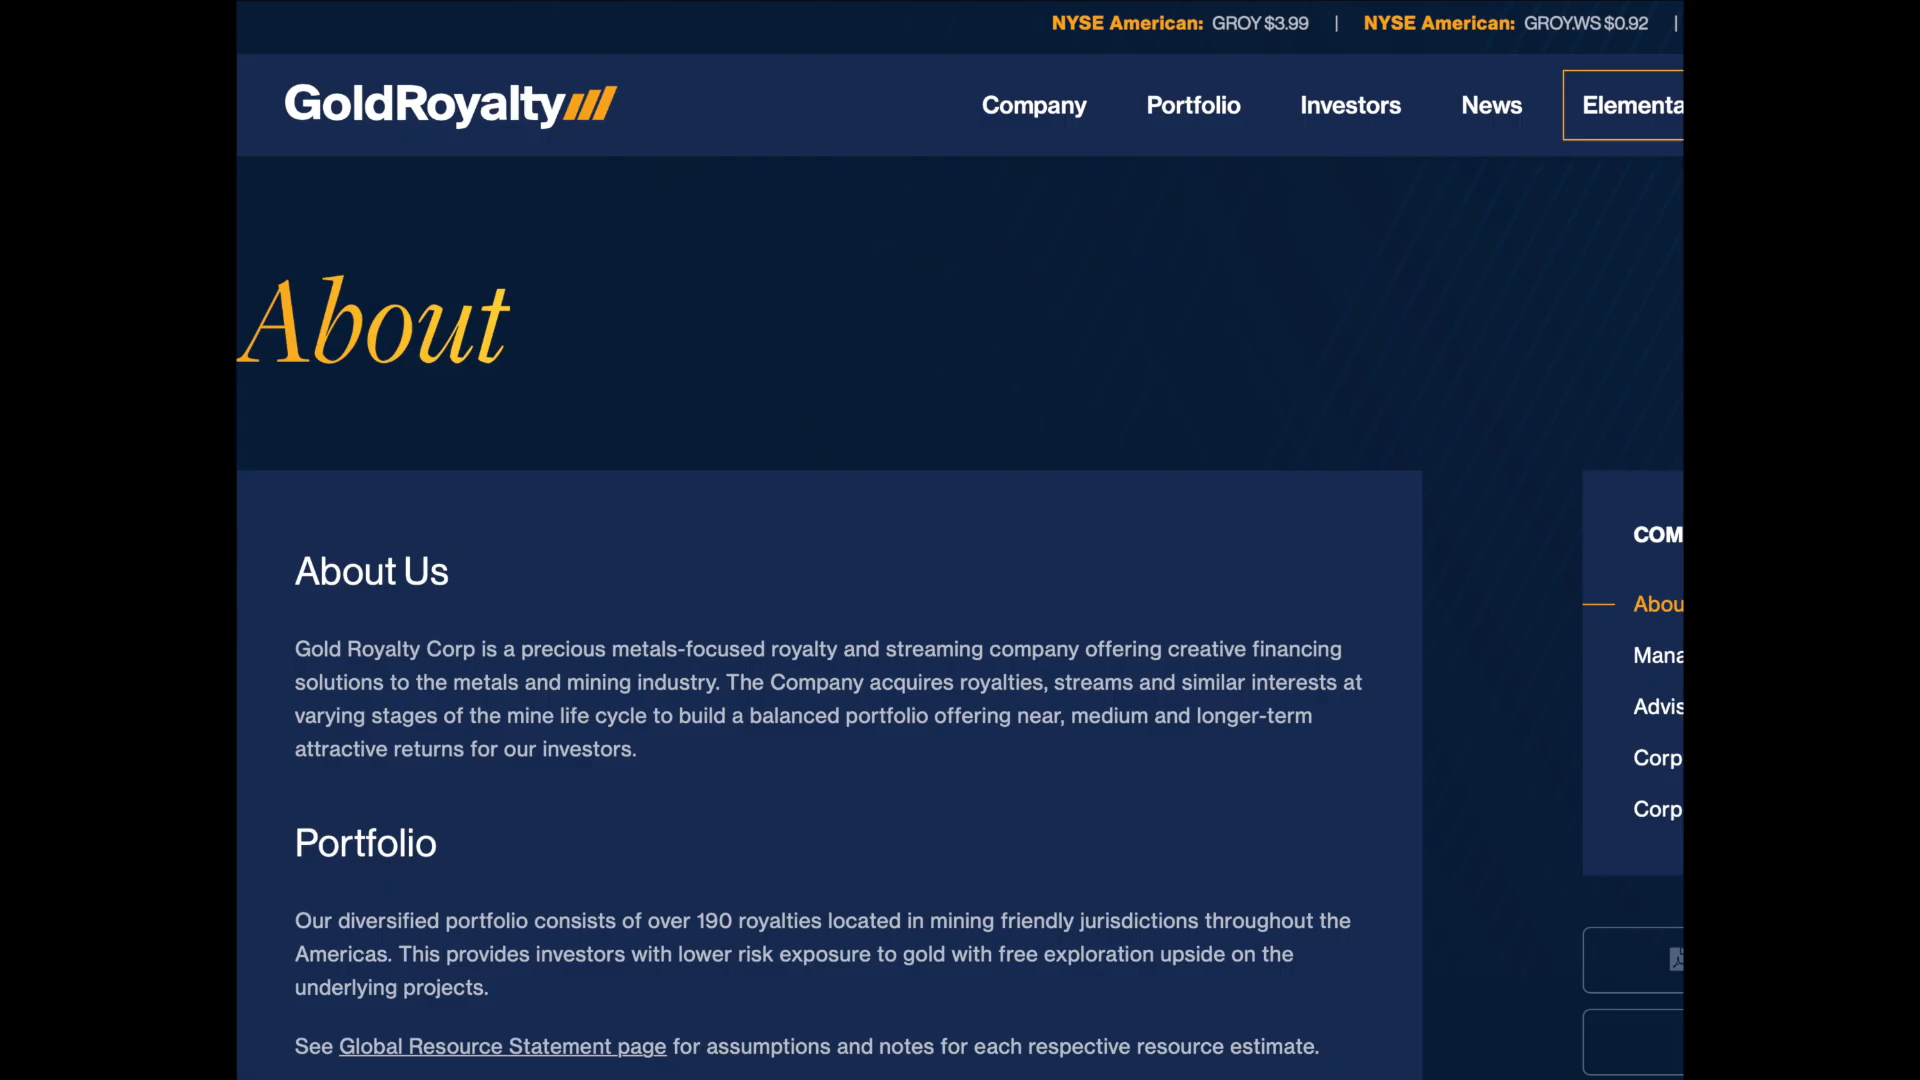 NYSE American: GROY $3.99 | NYSE American: GROY.WS $0.92 |
GoldRoyalty
Company Portfolio Investors News Elementa
About
About Us
Gold Royalty Corp is a precious metals-focused royalty and streaming company offering creative financing
solutions to the metals and mining industry. The Company acquires royalties, streams and similar interests at
varying stages of the mine life cycle to build a balanced portfolio offering near, medium and longer-term
attractive returns for our investors.
Portfolio
Our diversified portfolio consists of over 190 royalties located in mining friendly jurisdictions throughout the
Americas. This provides investors with lower risk exposure to gold with free exploration upside on the
underlying projects.
See Global Resource Statement page for assumptions and notes for each respective resource estimate.
COM
Abou
Mana
Advis
Corp
Corp